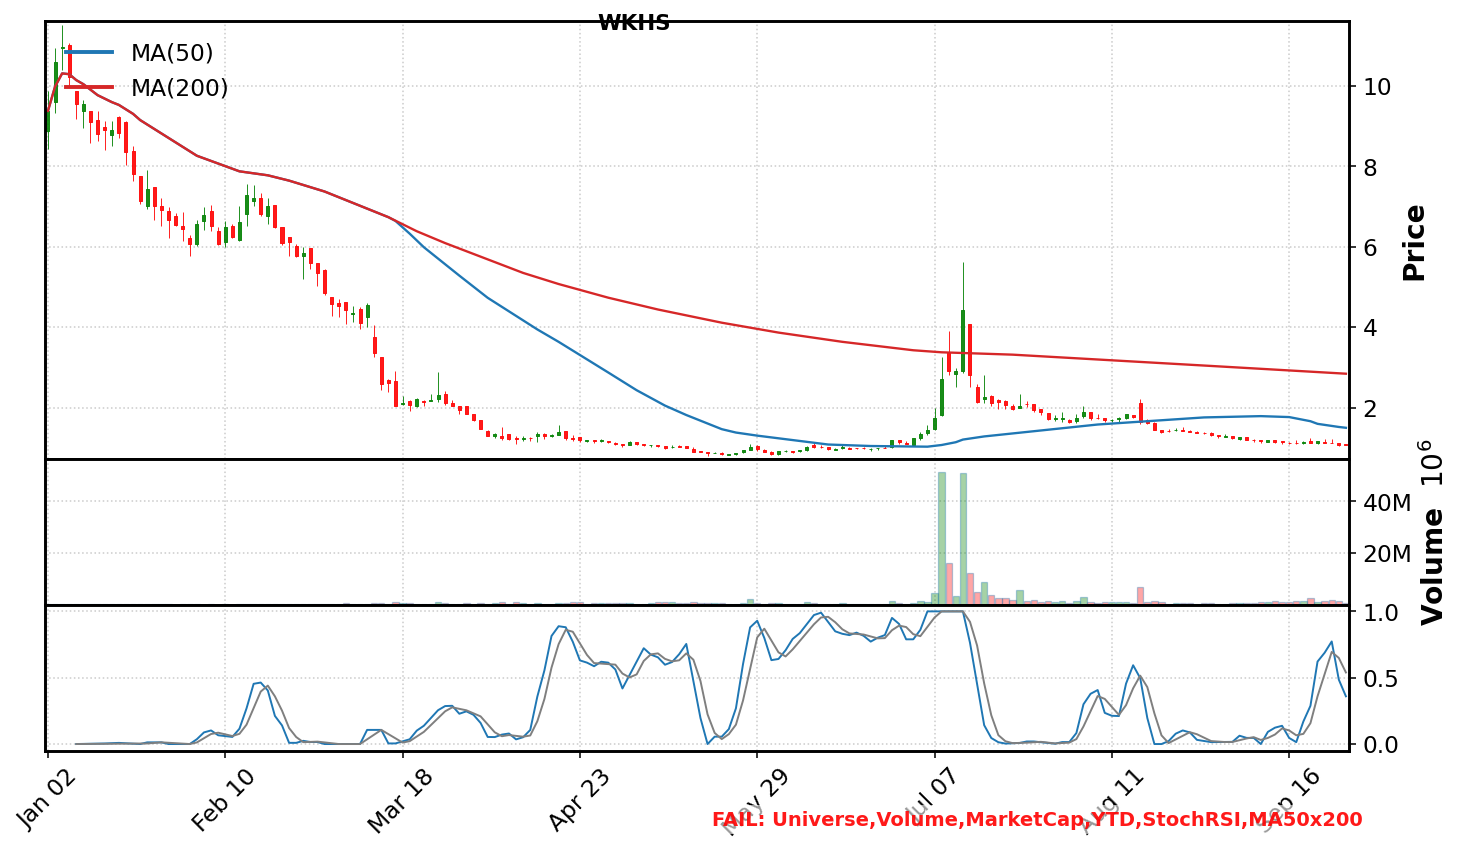 WKHS
MA(50)
MA(200)
10
8
6
4
2
Price
10⁶
Volume
40M
20M
1.0
0.5
0.0
Jan 02
Feb 10
Mar 18
Apr 23
May 29
Jul 07
Aug 11
Sep 16
FAIL: Universe,Volume,MarketCap,YTD,StochRSI,MA50x200